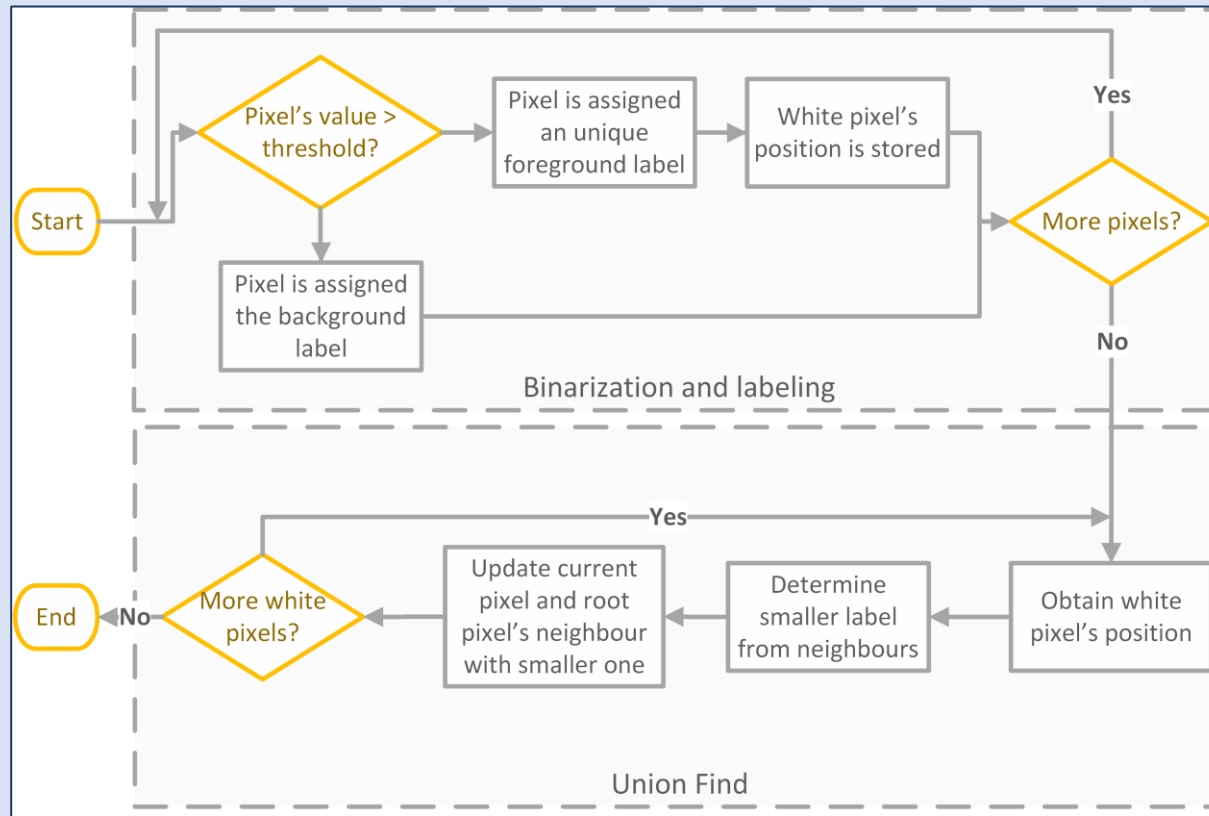 Yes
Pixel's value >
threshold?
Pixel is assigned
an unique
foreground label
White pixel's
position is stored
Start
More pixels?
Pixel is assigned
the background
label
No
Binarization and labeling
Yes
End
No
More white
pixels?
Update current
pixel and root
pixel's neighbour
with smaller one
Determine
smaller label
from neighbours
Obtain white
pixel's position
Union Find